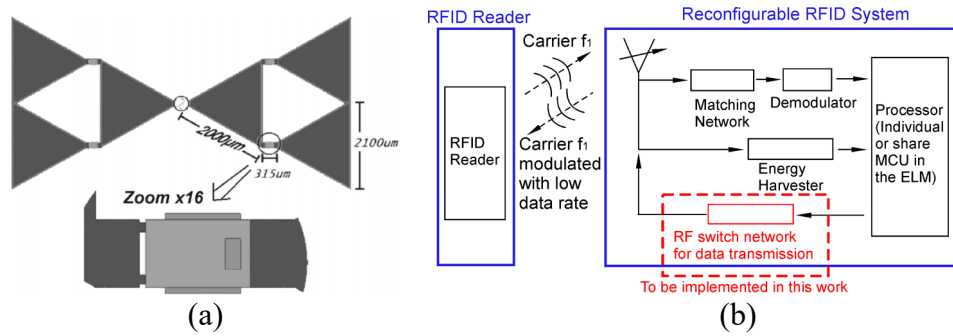 2000µm
315um
2100um
Zoom x16
(a)
RFID Reader
RFID
Reader
Carrier f1
Carrier f1
modulated
with low
data rate
Reconfigurable RFID System
Matching
Network
Demodulator
Energy
Harvester
Processor
(Individual
or share
MCU in
the ELM)
RF switch network
for data transmission
To be implemented in this work
(b)